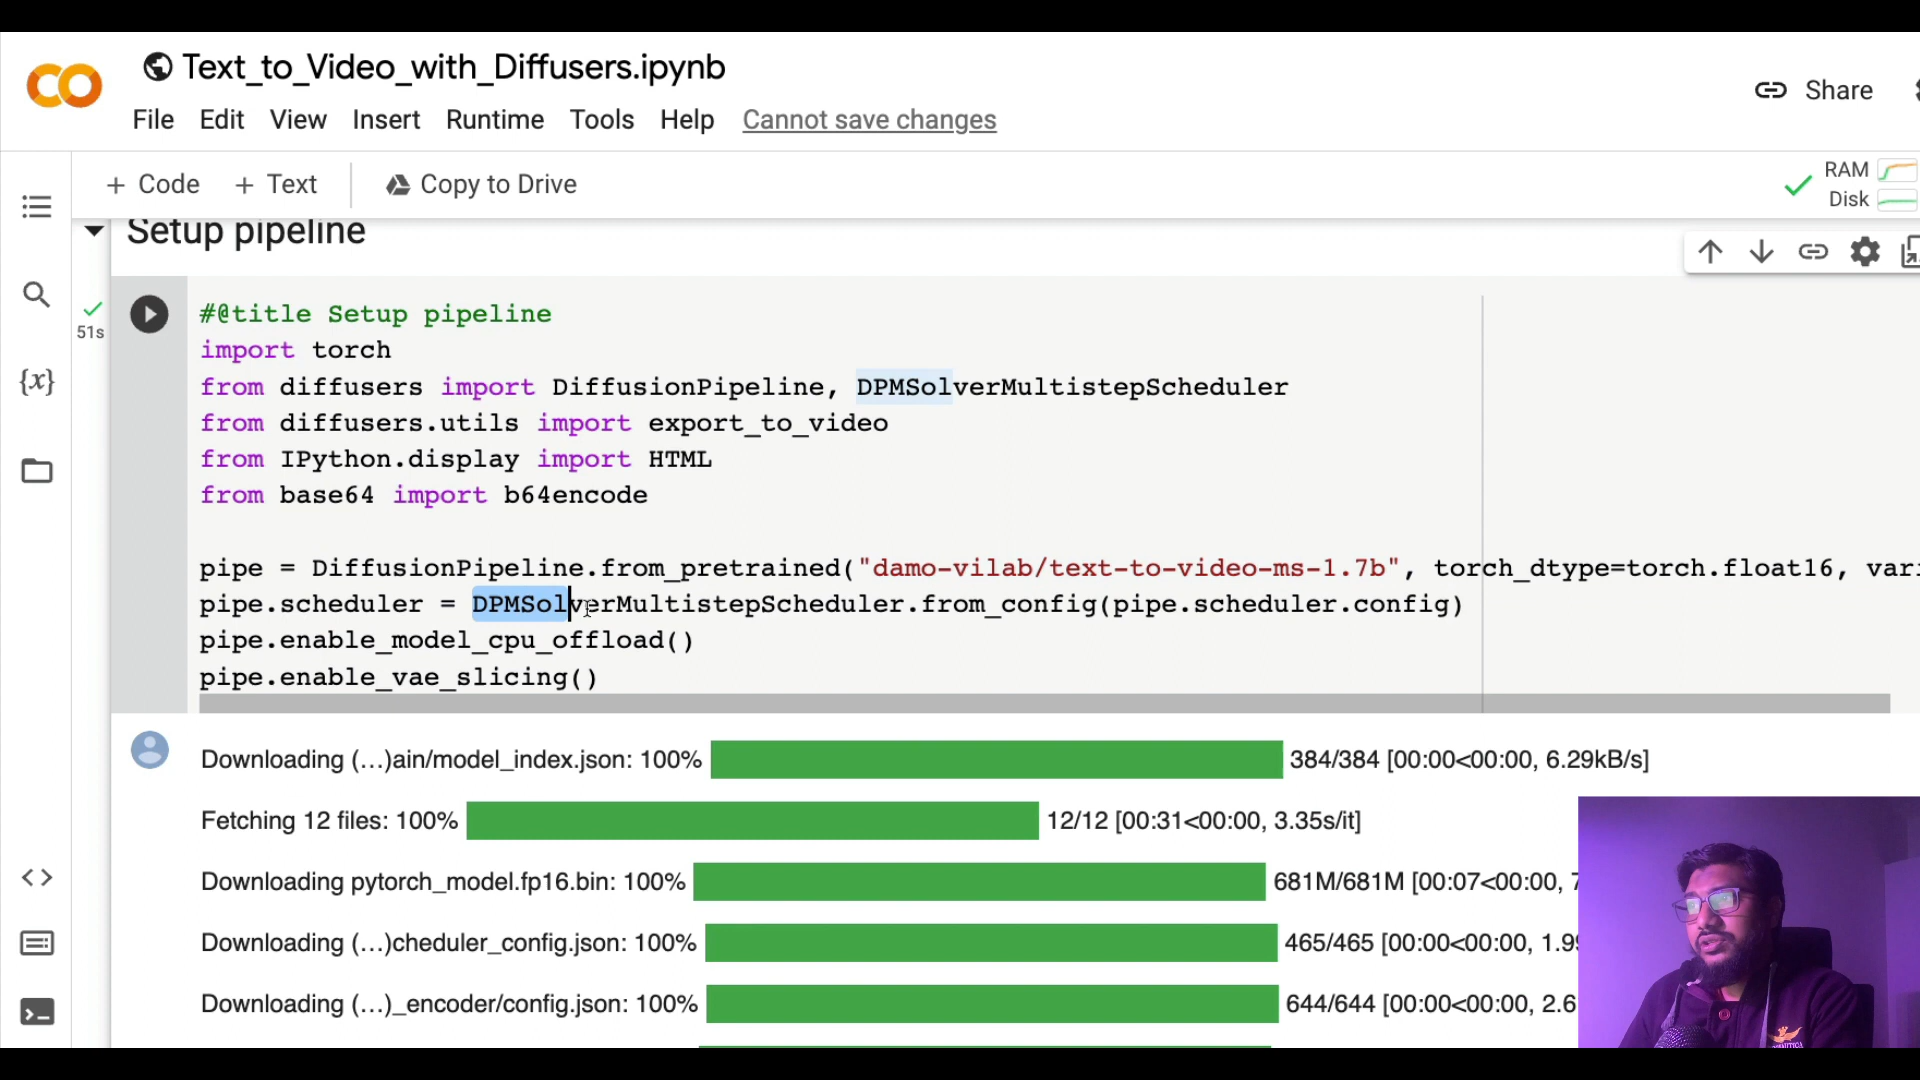 Text_to_Video_with_Diffusers.ipynb
Share
File Edit View Insert Runtime Tools Help Cannot save changes
+ Code + Text Copy to Drive
RAM
Disk
Setup pipeline
51s
#@title Setup pipeline
import torch
from diffusers import DiffusionPipeline, DPMSolverMultistepScheduler
from diffusers.utils import export_to_video
from IPython.display import HTML
from base64 import b64encode
pipe = DiffusionPipeline.from_pretrained("damo-vilab/text-to-video-ms-1.7b", torch_dtype=torch.float16, vari
pipe.scheduler = DPMSolverMultistepScheduler.from_config(pipe.scheduler.config)
pipe.enable_model_cpu_offload()
pipe.enable_vae_slicing()
Downloading (…)ain/model_index.json: 100% 384/384 [00:00<00:00, 6.29kB/s]
Fetching 12 files: 100% 12/12 [00:31<00:00, 3.35s/it]
Downloading pytorch_model.fp16.bin: 100% 681M/681M [00:07<00:00, 7
Downloading (…)cheduler_config.json: 100% 465/465 [00:00<00:00, 1.99
Downloading (…)_encoder/config.json: 100% 644/644 [00:00<00:00, 2.6